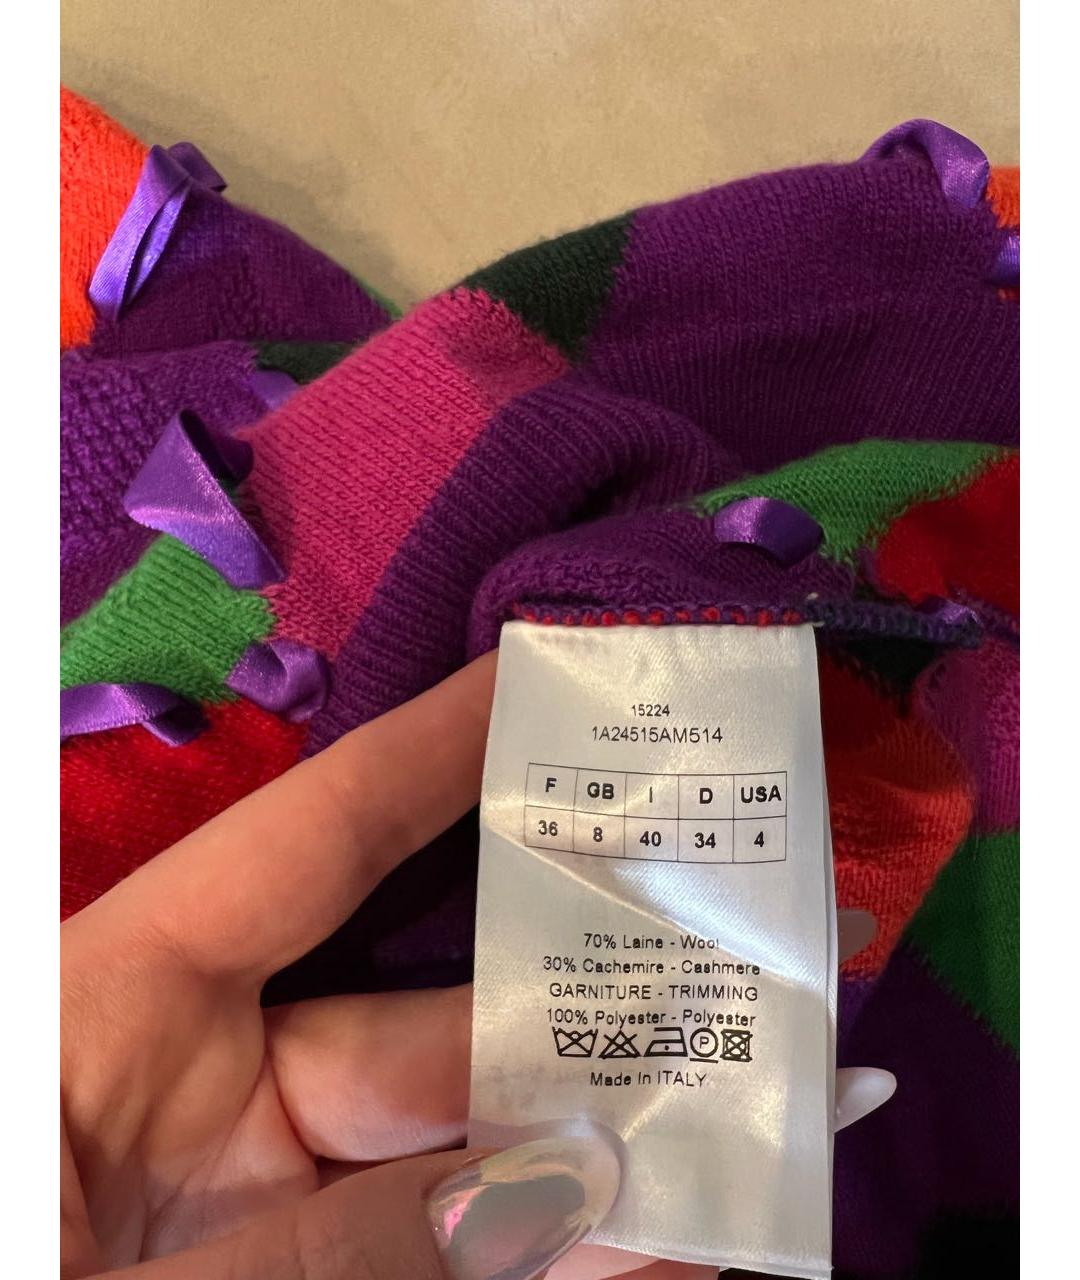 15224
1A24515AM514
F GB I D USA
36 8 40 34 4
70% Laine - Wool
30% Cachemire - Cashmere
GARNITURE - TRIMMING
100% Polyester - Polyester
P
Made In ITALY